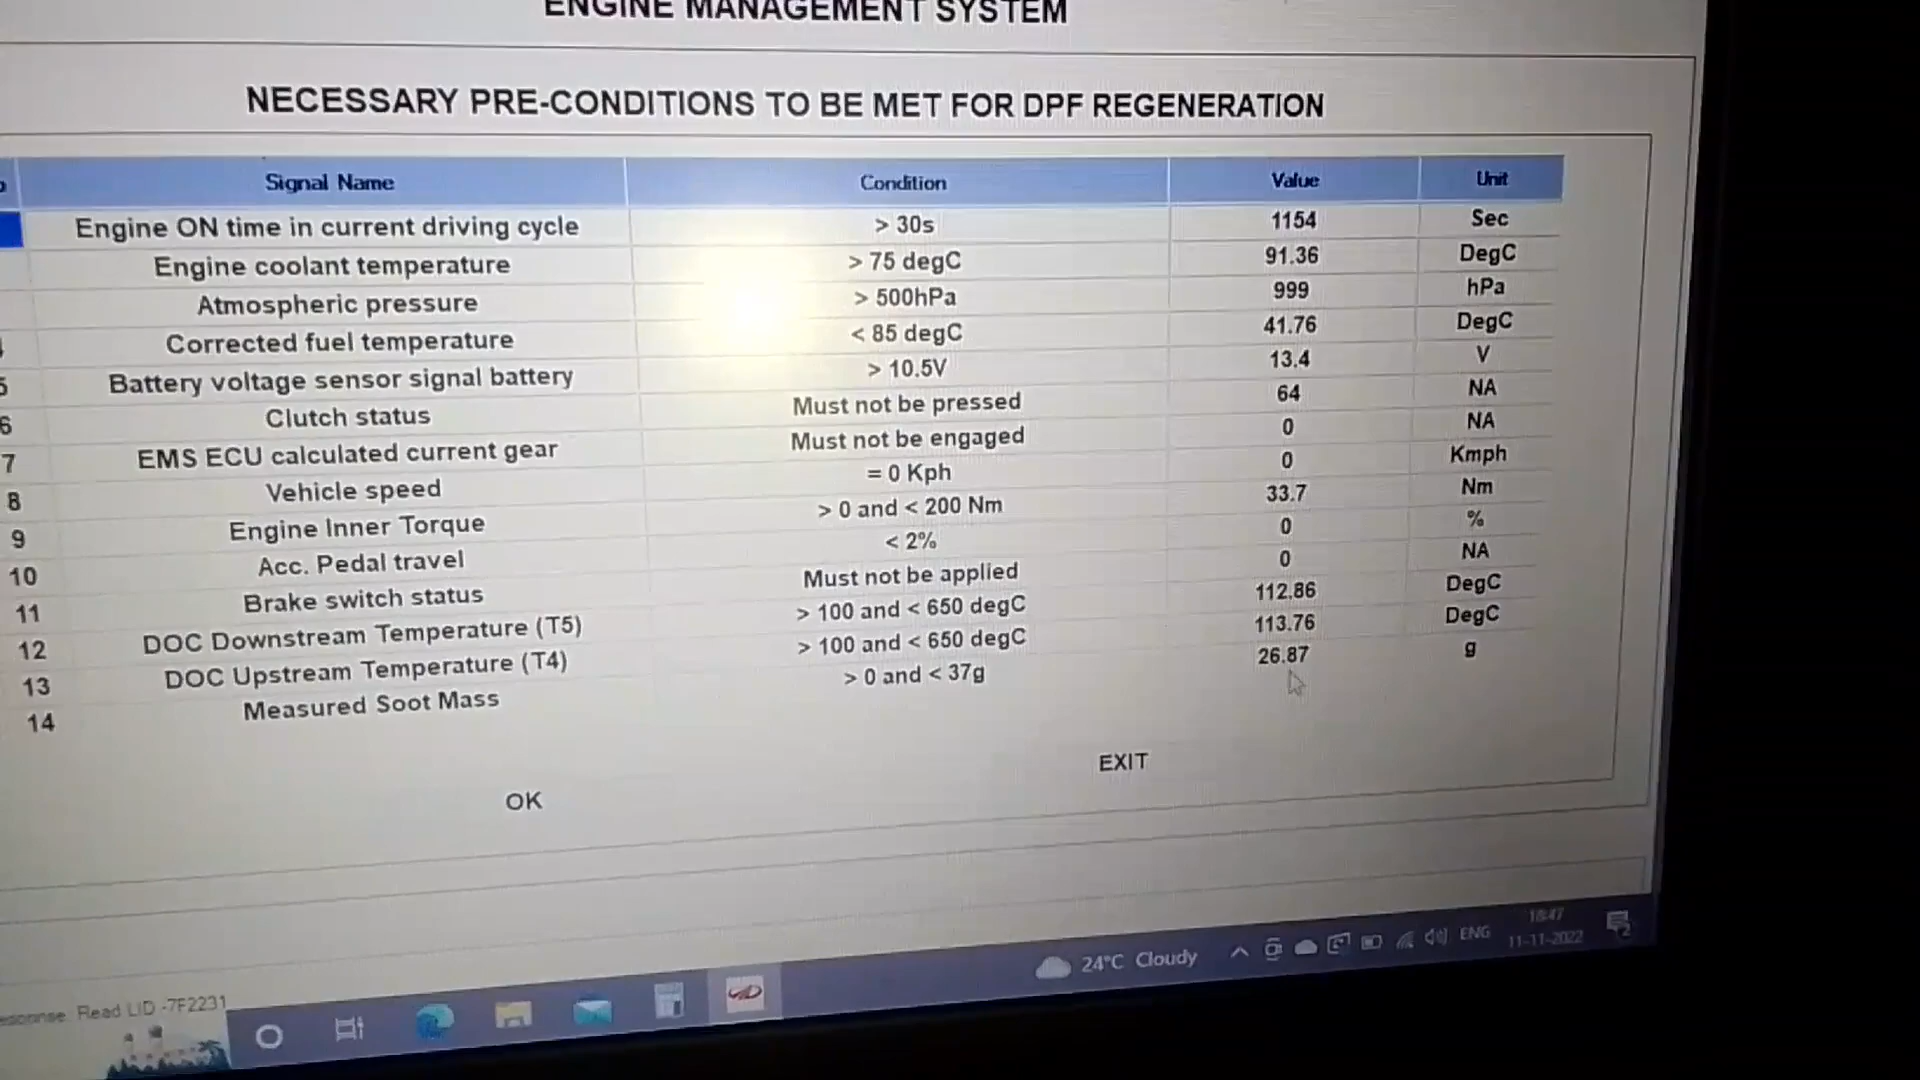 ENGINE MANAGEMENT SYSTEM
NECESSARY PRE-CONDITIONS TO BE MET FOR DPF REGENERATION
Signal Name Condition Value Unit
Engine ON time in current driving cycle > 30s 1154 Sec
Engine coolant temperature > 75 degC 91.36 DegC
Atmospheric pressure > 500hPa 999 hPa
Corrected fuel temperature < 85 degC 41.76 DegC
5 Battery voltage sensor signal battery > 10.5V 13.4 V
6 Clutch status Must not be pressed 64 NA
7 EMS ECU calculated current gear Must not be engaged 0 NA
8 Vehicle speed = 0 Kph 0 Kmph
9 Engine Inner Torque > 0 and < 200 Nm 33.7 Nm
10 Acc. Pedal travel < 2% 0 %
11 Brake switch status Must not be applied 0 NA
12 DOC Downstream Temperature (T5) > 100 and < 650 degC 112.86 DegC
13 DOC Upstream Temperature (T4) > 100 and < 650 degC 113.76 DegC
14 Measured Soot Mass > 0 and < 37g 26.87 g
OK EXIT
Read LID -7F2231
24°C Cloudy ENG 18:47
11-11-2022
2